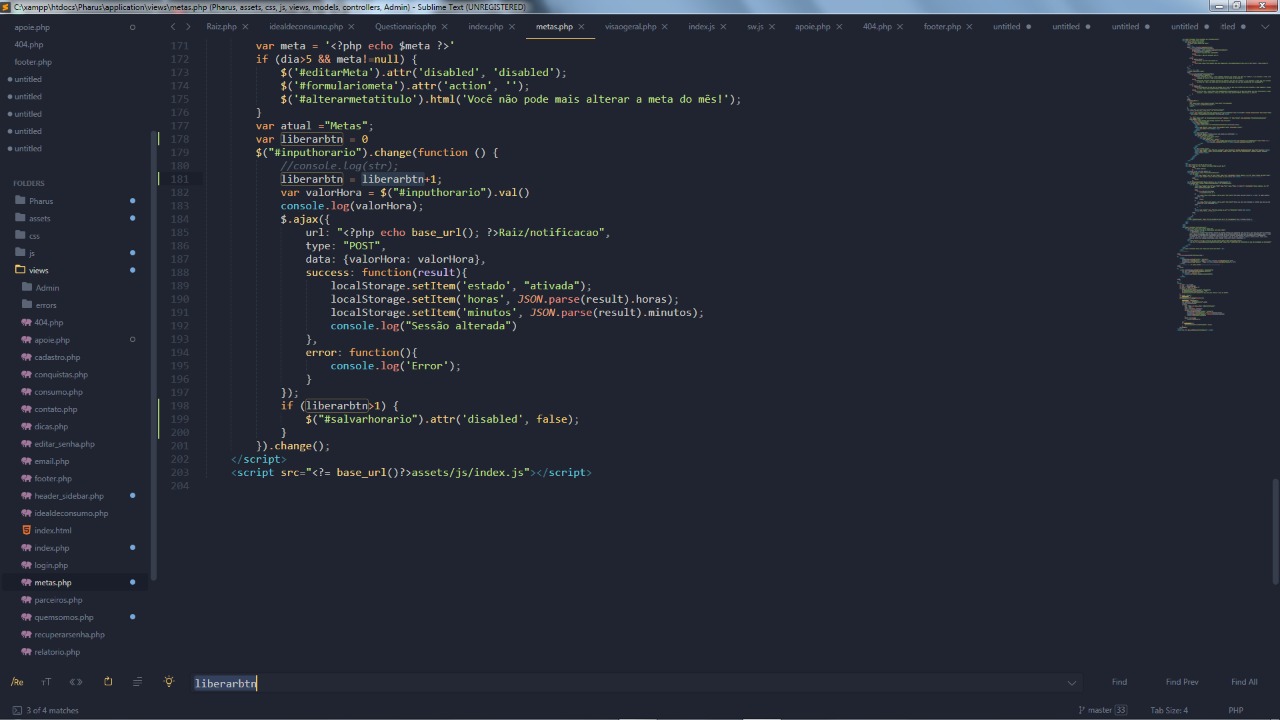 C:\xampp\htdocs\Pharus\application\views\metas.php (Pharus, assets, css, js, views, models, controllers, Admin) - Sublime Text (UNREGISTERED)
apoie.php
404.php
footer.php
untitled
untitled
untitled
untitled
untitled
FOLDERS
Pharus
assets
css
js
views
Admin
errors
404.php
apoie.php
cadastro.php
conquistas.php
consumo.php
contato.php
dicas.php
editar_senha.php
email.php
footer.php
header_sidebar.php
idealdeconsumo.php
index.html
index.php
login.php
metas.php
parceiros.php
quemsomos.php
recuperarsenha.php
relatorio.php
Raiz.php idealdeconsumo.php Questionario.php index.php metas.php visaogeral.php index.js sw.js apoie.php 404.php footer.php untitled untitled untitled untitled tled
171 var meta = '<?php echo $meta ?>'
172 if (dia>5 && meta!=null) {
173 $('#editarMeta').attr('disabled', 'disabled');
174 $('#formulariometa').attr('action', '');
175 $('#alterarmetatitulo').html('Você não pode mais alterar a meta do mês!');
176 }
177 var atual ="Metas";
178 var liberarbtn = 0
179 $("#inputhorario").change(function () {
180 //console.log(str);
181 liberarbtn = liberarbtn+1;
182 var valorHora = $("#inputhorario").val()
183 console.log(valorHora);
184 $.ajax({
185 url: "<?php echo base_url(); ?>Raiz/notificacao",
186 type: "POST",
187 data: {valorHora: valorHora},
188 success: function(result){
189 localStorage.setItem('estado', "ativada");
190 localStorage.setItem('horas', JSON.parse(result).horas);
191 localStorage.setItem('minutos', JSON.parse(result).minutos);
192 console.log("Sessão alterada")
193 },
194 error: function(){
195 console.log('Error');
196 }
197 });
198 if (liberarbtn>1) {
199 $("#salvarhorario").attr('disabled', false);
200 }
201 }).change();
202 </script>
203 <script src="<?= base_url()?>assets/js/index.js"></script>
204
liberarbtn
Find Find Prev Find All
3 of 4 matches
master 33 Tab Size: 4 PHP